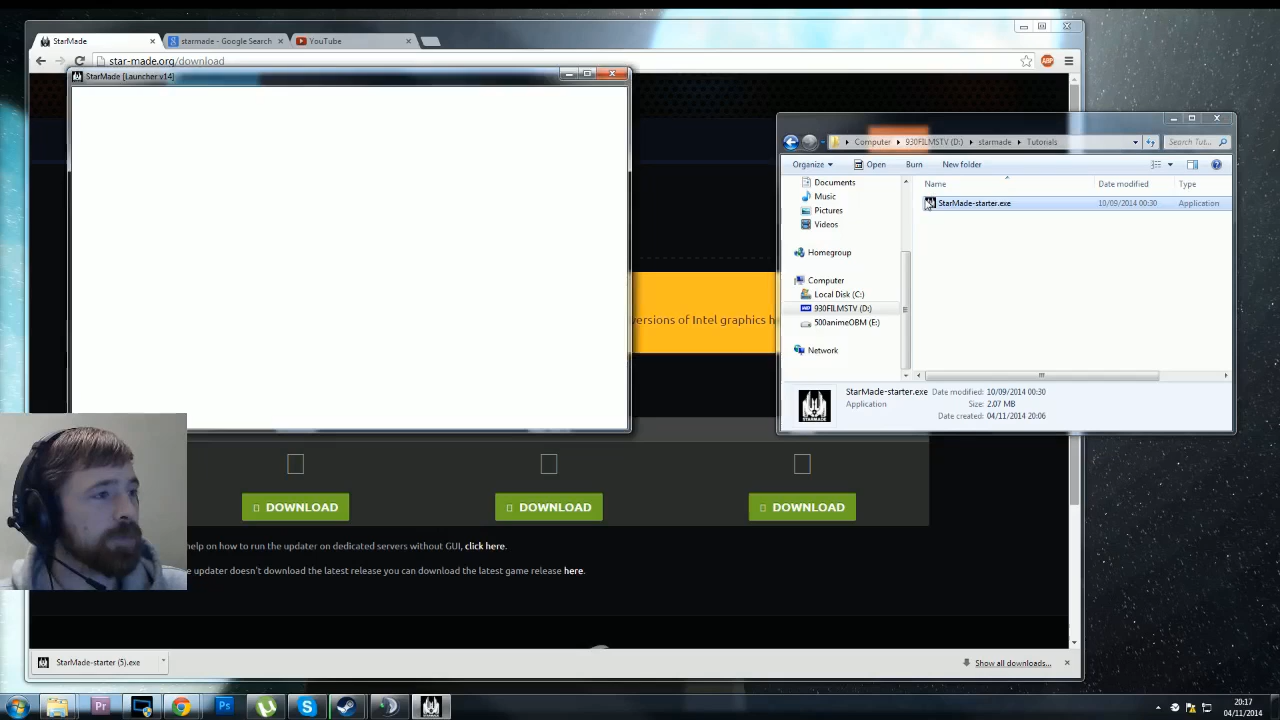 StarMade
starmade - Google Search
YouTube
star-made.org/download
StarMade [Launcher v14]
versions of Intel graphics h
DOWNLOAD
DOWNLOAD
DOWNLOAD
help on how to run the updater on dedicated servers without GUI, click here.
e updater doesn't download the latest release you can download the latest game release here.
StarMade-starter (5).exe
Show all downloads...
Computer
930FILMSTV (D:)
starmade
Tutorials
Search Tut...
Organize
Open
Burn
New folder
Documents
Music
Pictures
Videos
Homegroup
Computer
Local Disk (C:)
930FILMSTV (D:)
500animeOBM (E:)
Network
Name
Date modified
Type
StarMade-starter.exe
10/09/2014 00:30
Application
StarMade-starter.exe Date modified: 10/09/2014 00:30
Application
Size: 2.07 MB
Date created: 04/11/2014 20:06
STARMADE
ABP
Pr
Ps
20:17
04/11/2014